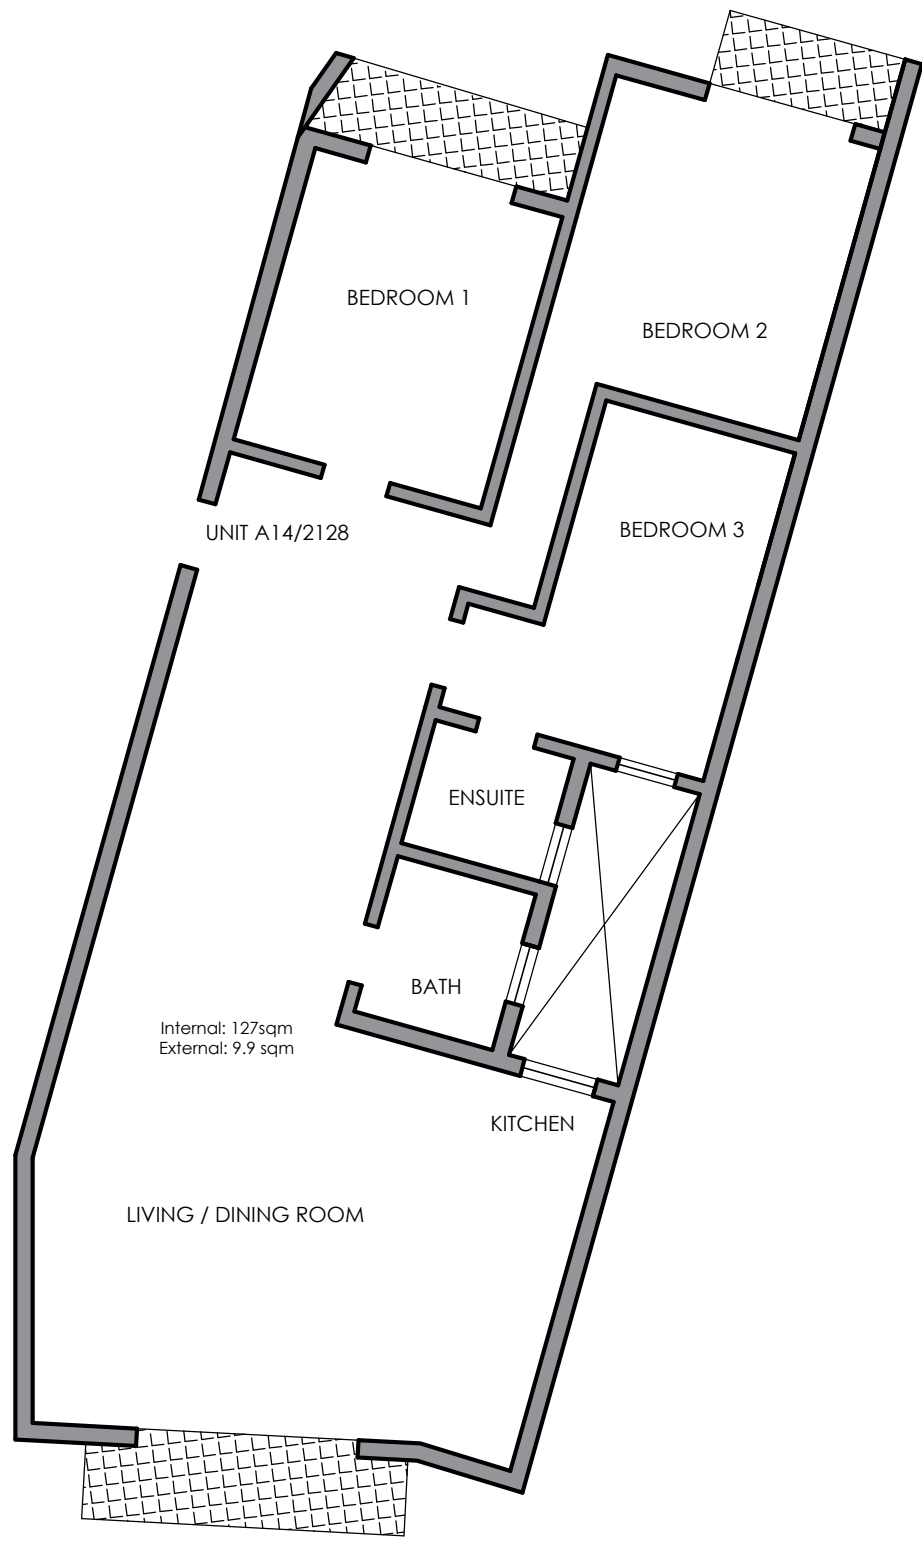 BEDROOM 1
BEDROOM 2
BEDROOM 3
UNIT A14/2128
ENSUITE
BATH
Internal: 127sqm
External: 9.9 sqm
KITCHEN
LIVING / DINING ROOM